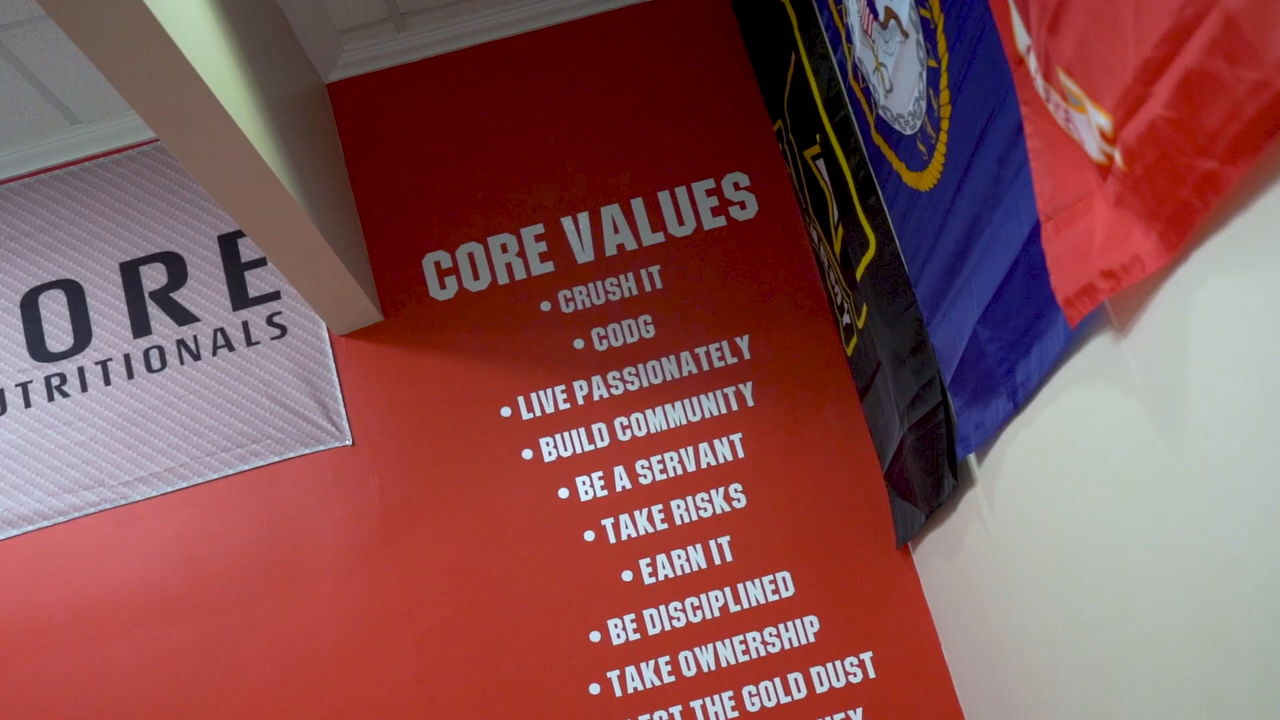 ORE
UTRITIONALS
CORE VALUES
• CRUSH IT
• CODG
• LIVE PASSIONATELY
• BUILD COMMUNITY
• BE A SERVANT
• TAKE RISKS
• EARN IT
• BE DISCIPLINED
• TAKE OWNERSHIP
THE GOLD DUST